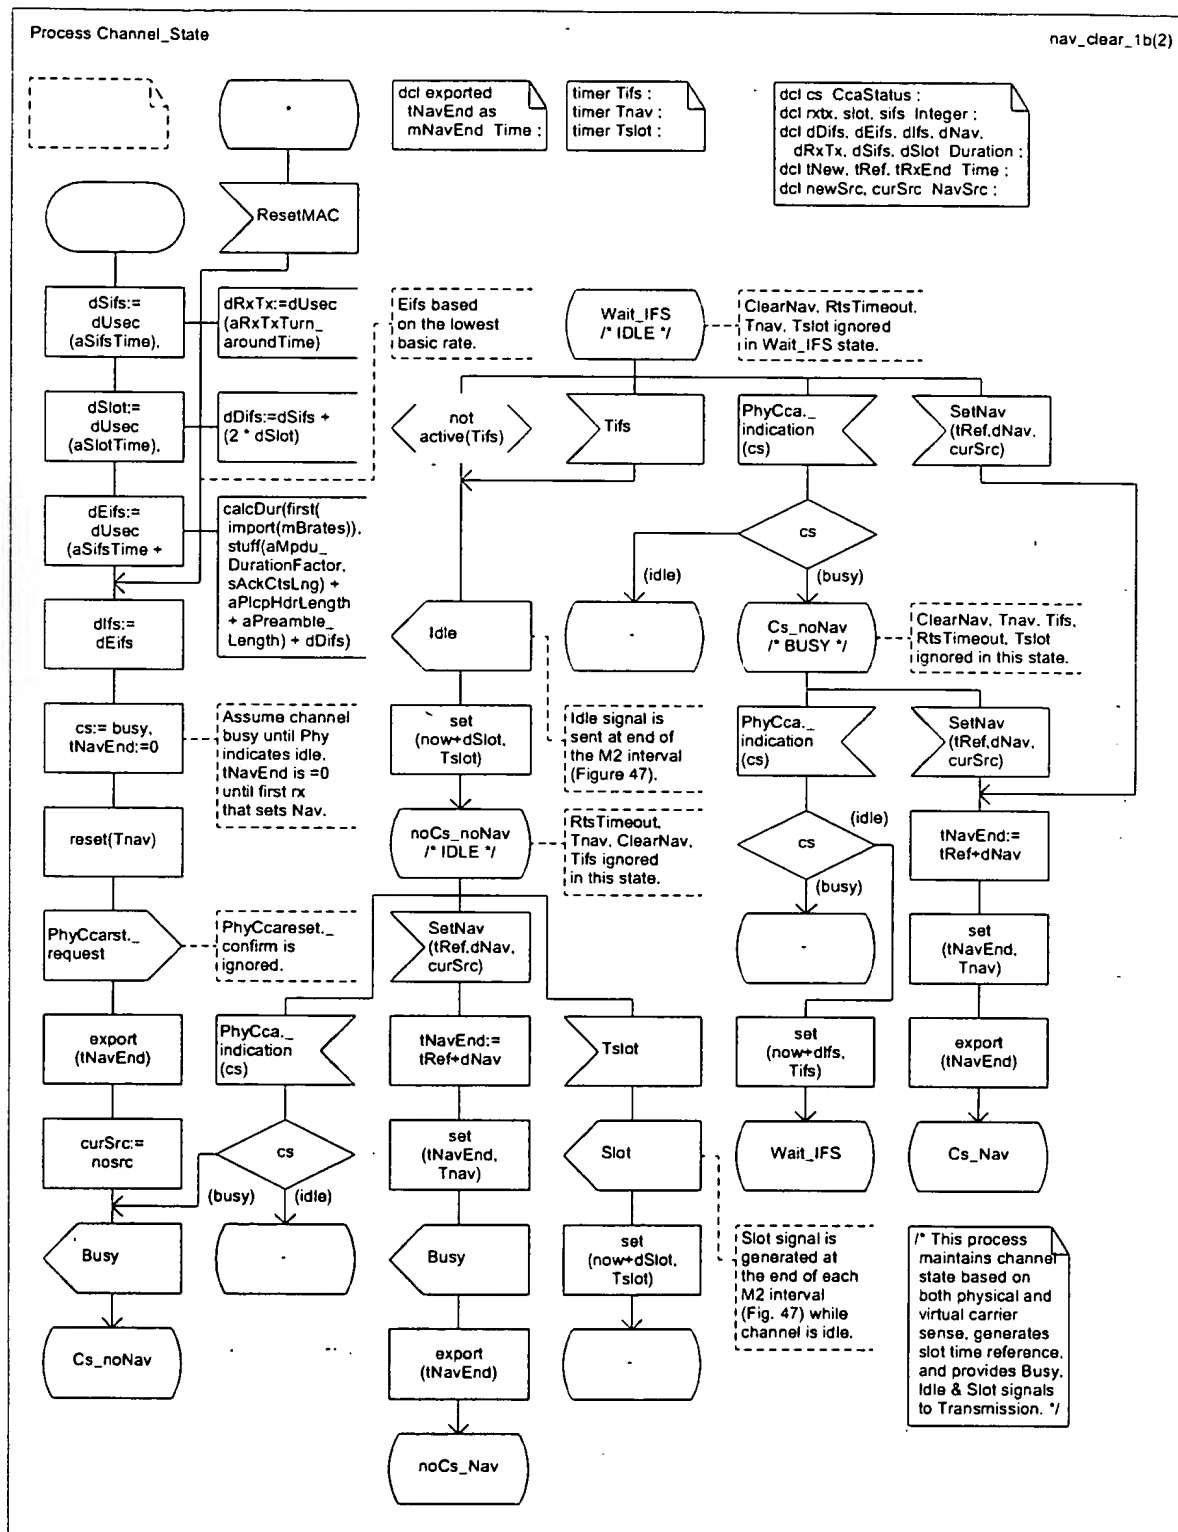 Process Channel_State
nav_clear_1b(2)
*
dcl exported
tNavEnd as
mNavEnd Time ;
timer Tifs ;
timer Tnav ;
timer Tslot ;
dcl cs CcaStatus ;
dcl rxtx, slot, sifs Integer ;
dcl dDifs, dEifs, dIfs, dNav,
dRxTx, dSifs, dSlot Duration ;
dcl tNew, tRef, tRxEnd Time ;
dcl newSrc, curSrc NavSrc ;
ResetMAC
dSifs:=
dUsec
(aSifsTime),
dRxTx:=dUsec
(aRxTxTurn_
aroundTime)
Eifs based
on the lowest
basic rate.
dSlot:=
dUsec
(aSlotTime),
dDifs:=dSifs +
(2 * dSlot)
dEifs:=
dUsec
(aSifsTime +
calcDur(first(
import(mBrates)),
stuff(aMpdu_
DurationFactor,
sAckCtsLng) +
aPlcpHdrLength
+ aPreamble_
Length) + dDifs)
dIfs:=
dEifs
cs:= busy,
tNavEnd:=0
Assume channel
busy until Phy
indicates idle.
tNavEnd is =0
until first rx
that sets Nav.
reset(Tnav)
PhyCcarst._
request
PhyCcareset._
confirm is
ignored.
export
(tNavEnd)
curSrc:=
nosrc
Busy
Cs_noNav
Wait_IFS
/* IDLE */
ClearNav, RtsTimeout,
Tnav, Tslot ignored
in Wait_IFS state.
not
active(Tifs)
Tifs
PhyCca._
indication
(cs)
SetNav
(tRef,dNav,
curSrc)
cs
(idle)
(busy)
-
Idle
Idle signal is
sent at end of
the M2 interval
(Figure 47).
set
(now+dSlot,
Tslot)
noCs_noNav
/* IDLE */
RtsTimeout,
Tnav, ClearNav,
Tifs ignored
in this state.
PhyCca._
indication
(cs)
cs
(busy)
(idle)
-
SetNav
(tRef,dNav,
curSrc)
tNavEnd:=
tRef+dNav
set
(tNavEnd,
Tnav)
Busy
export
(tNavEnd)
noCs_Nav
Tslot
Slot
Slot signal is
generated at
the end of each
M2 interval
(Fig. 47) while
channel is idle.
set
(now+dSlot,
Tslot)
-
Cs_noNav
/* BUSY */
ClearNav, Tnav, Tifs,
RtsTimeout, Tslot
ignored in this state.
PhyCca._
indication
(cs)
SetNav
(tRef,dNav,
curSrc)
cs
(idle)
(busy)
-
set
(now+dIfs,
Tifs)
Wait_IFS
tNavEnd:=
tRef+dNav
set
(tNavEnd,
Tnav)
export
(tNavEnd)
Cs_Nav
/* This process
maintains channel
state based on
both physical and
virtual carrier
sense, generates
slot time reference,
and provides Busy,
Idle & Slot signals
to Transmission. */